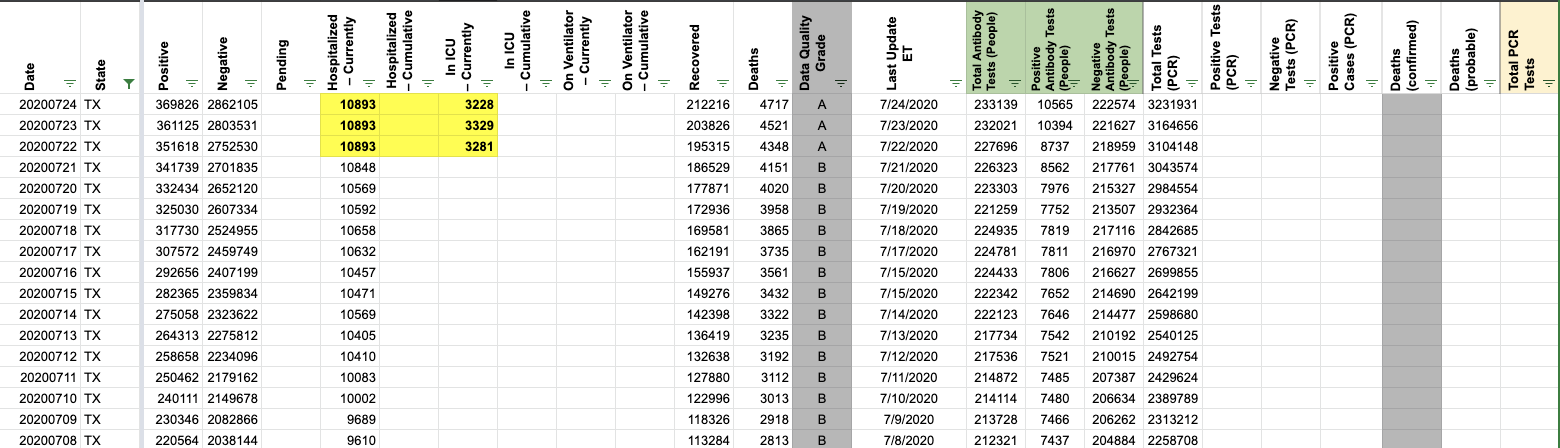 Date State Positive Negative Pending Hospitalized – Currently Hospitalized – Cumulative In ICU – Currently In ICU – Cumulative On Ventilator – Currently On Ventilator – Cumulative Recovered Deaths Data Quality Grade Last Update ET Total Antibody Tests (People) Positive Antibody Tests (People) Negative Antibody Tests (People) Total Tests (PCR) Positive Tests (PCR) Negative Tests (PCR) Positive Cases (PCR) Deaths (confirmed) Deaths (probable) Total PCR Tests
20200724 TX 369826 2862105 10893 3228 212216 4717 A 7/24/2020 233139 10565 222574 3231931
20200723 TX 361125 2803531 10893 3329 203826 4521 A 7/23/2020 232021 10394 221627 3164656
20200722 TX 351618 2752530 10893 3281 195315 4348 A 7/22/2020 227696 8737 218959 3104148
20200721 TX 341739 2701835 10848 186529 4151 B 7/21/2020 226323 8562 217761 3043574
20200720 TX 332434 2652120 10569 177871 4020 B 7/20/2020 223303 7976 215327 2984554
20200719 TX 325030 2607334 10592 172936 3958 B 7/19/2020 221259 7752 213507 2932364
20200718 TX 317730 2524955 10658 169581 3865 B 7/18/2020 224935 7819 217116 2842685
20200717 TX 307572 2459749 10632 162191 3735 B 7/17/2020 224781 7811 216970 2767321
20200716 TX 292656 2407199 10457 155937 3561 B 7/15/2020 224433 7806 216627 2699855
20200715 TX 282365 2359834 10471 149276 3432 B 7/15/2020 222342 7652 214690 2642199
20200714 TX 275058 2323622 10569 142398 3322 B 7/14/2020 222123 7646 214477 2598680
20200713 TX 264313 2275812 10405 136419 3235 B 7/13/2020 217734 7542 210192 2540125
20200712 TX 258658 2234096 10410 132638 3192 B 7/12/2020 217536 7521 210015 2492754
20200711 TX 250462 2179162 10083 127880 3112 B 7/11/2020 214872 7485 207387 2429624
20200710 TX 240111 2149678 10002 122996 3013 B 7/10/2020 214114 7480 206634 2389789
20200709 TX 230346 2082866 9689 118326 2918 B 7/9/2020 213728 7466 206262 2313212
20200708 TX 220564 2038144 9610 113284 2813 B 7/8/2020 212321 7437 204884 2258708